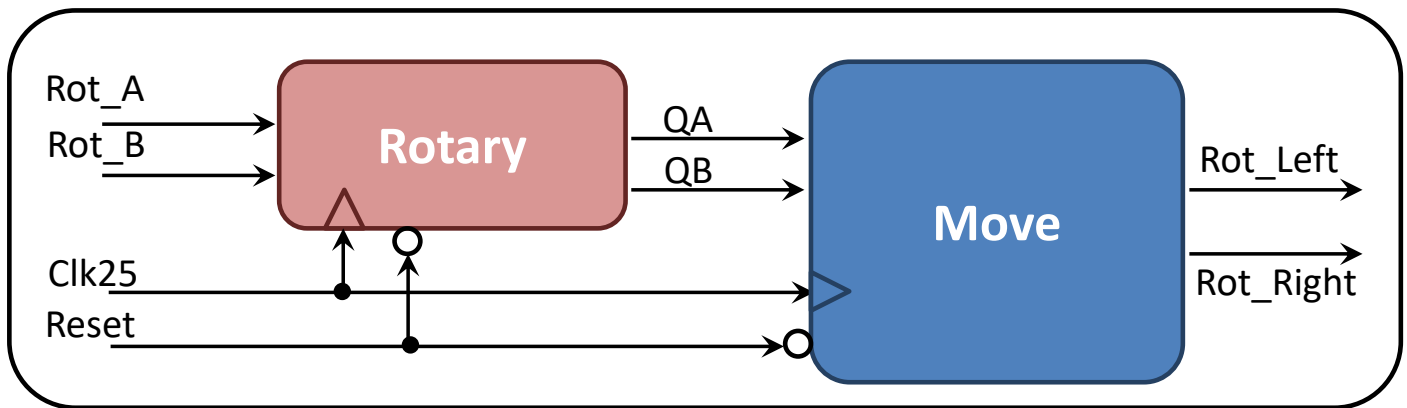 Rot_A
Rot_B
Rotary
QA
QB
Move
Rot_Left
Rot_Right
Clk25
Reset